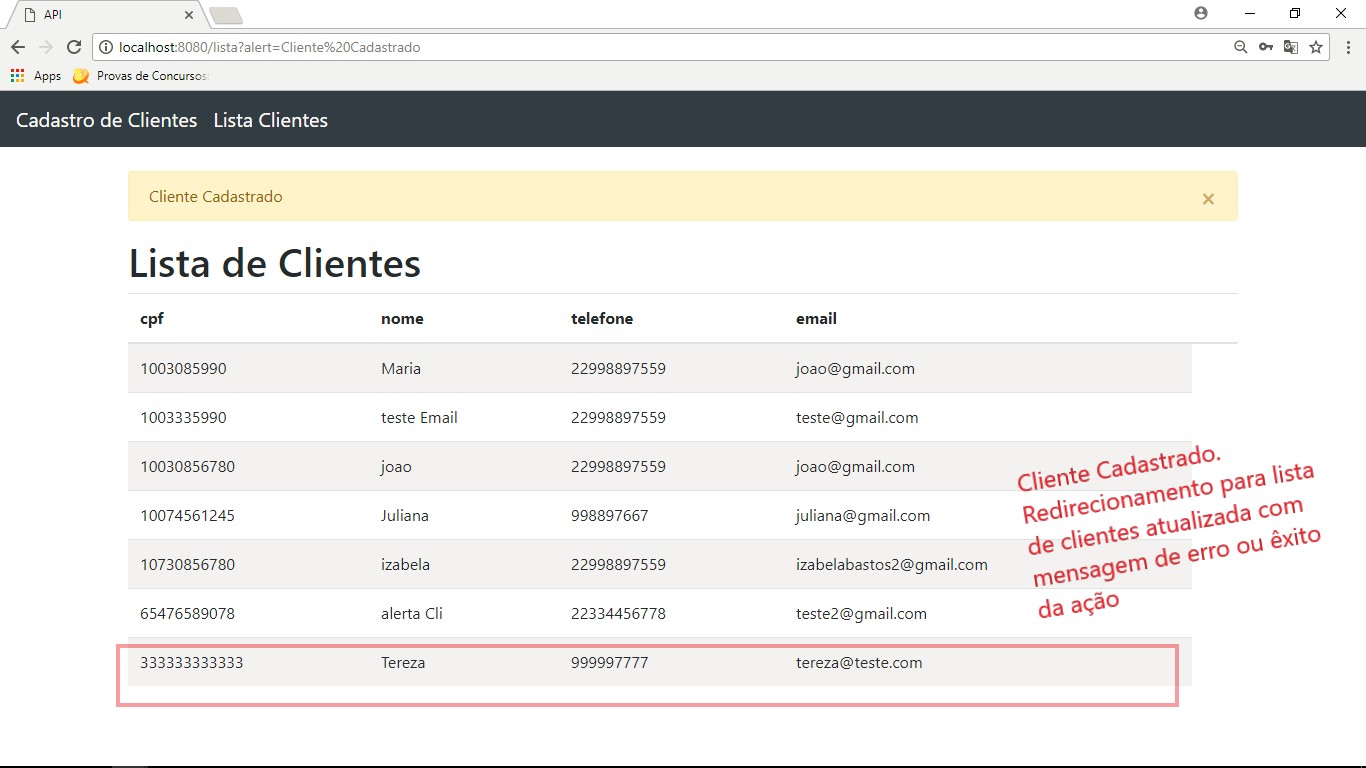 API
localhost:8080/lista?alert=Cliente%20Cadastrado
Apps Provas de Concursos
Cadastro de Clientes Lista Clientes
Cliente Cadastrado ×
Lista de Clientes
cpf nome telefone email
1003085990 Maria 22998897559 joao@gmail.com
1003335990 teste Email 22998897559 teste@gmail.com
10030856780 joao 22998897559 joao@gmail.com
10074561245 Juliana 998897667 juliana@gmail.com
10730856780 izabela 22998897559 izabelabastos2@gmail.com
65476589078 alerta Cli 22334456778 teste2@gmail.com
333333333333 Tereza 999997777 tereza@teste.com
Cliente Cadastrado.
Redirecionamento para lista
de clientes atualizada com
mensagem de erro ou êxito
da ação